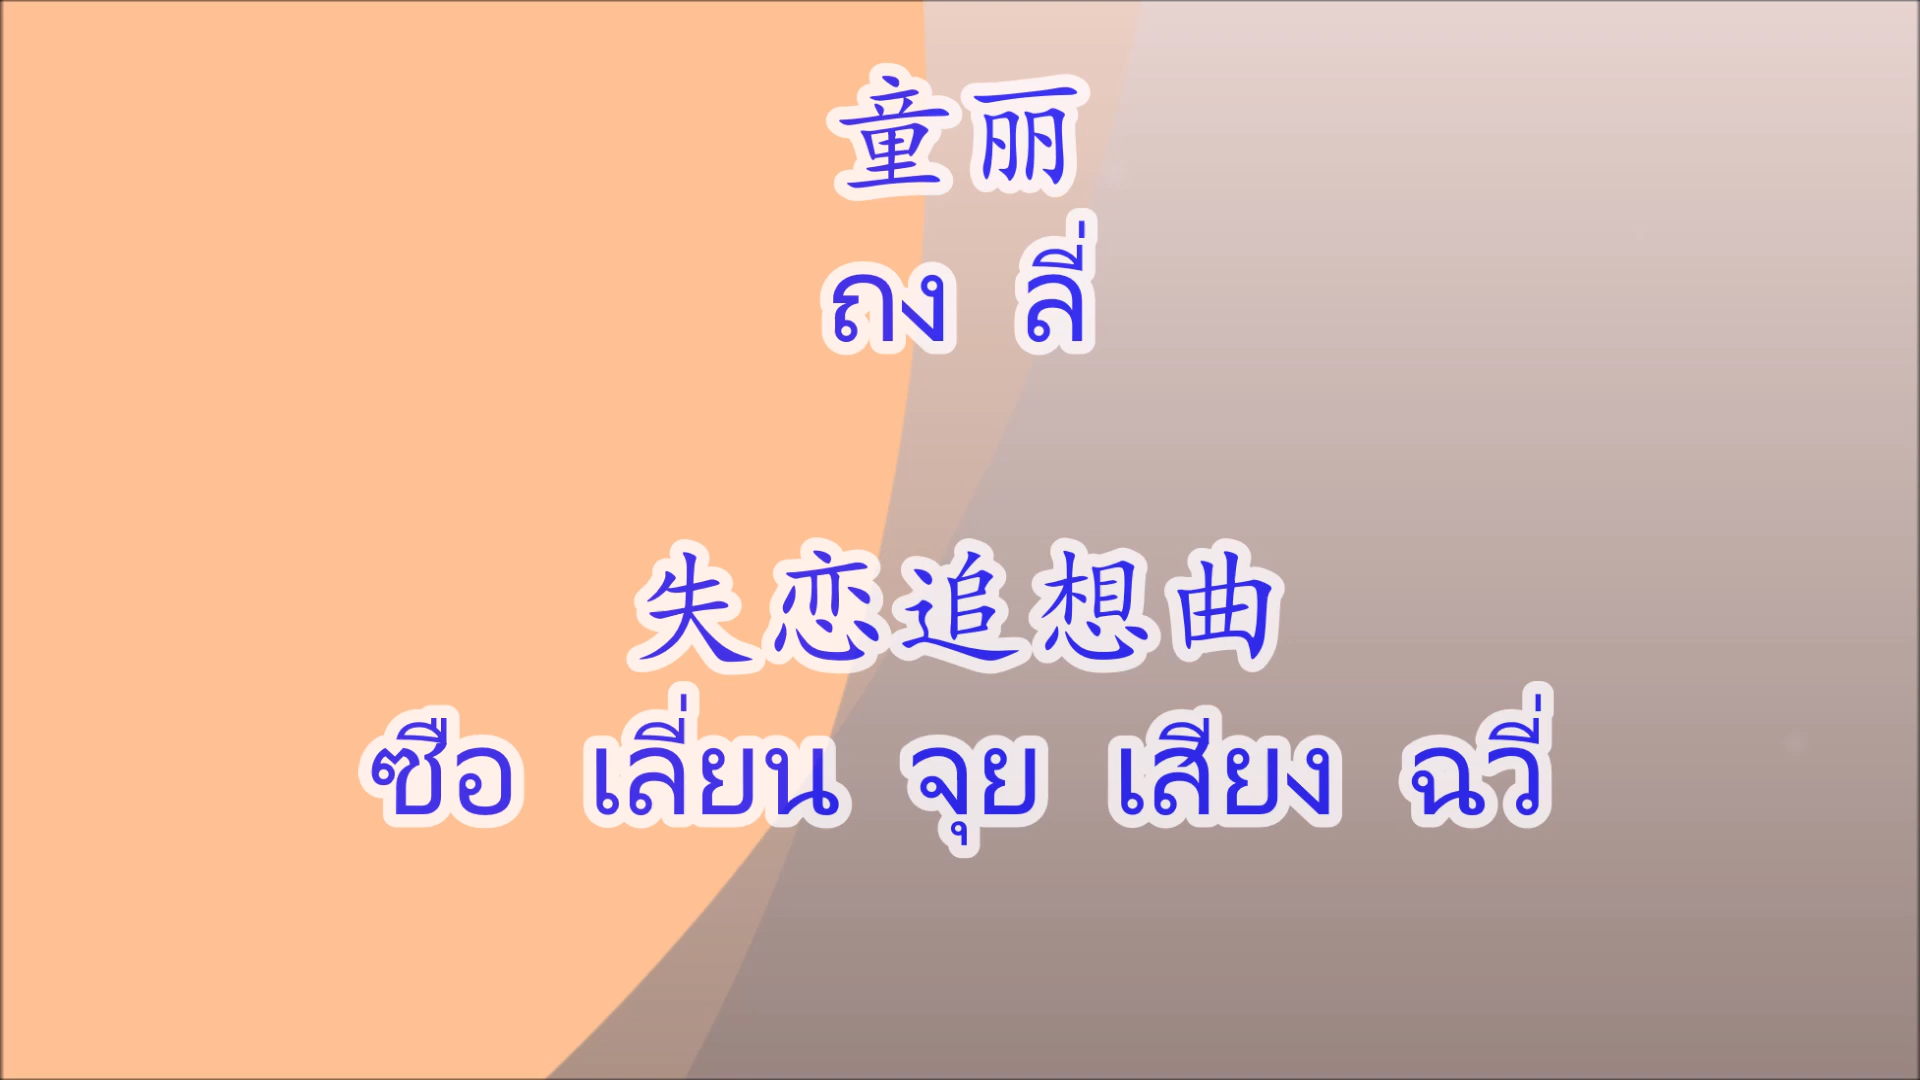 童丽
ถง ลี่
失恋追想曲
ซือ เลี่ยน จุย เสียง ฉวี่